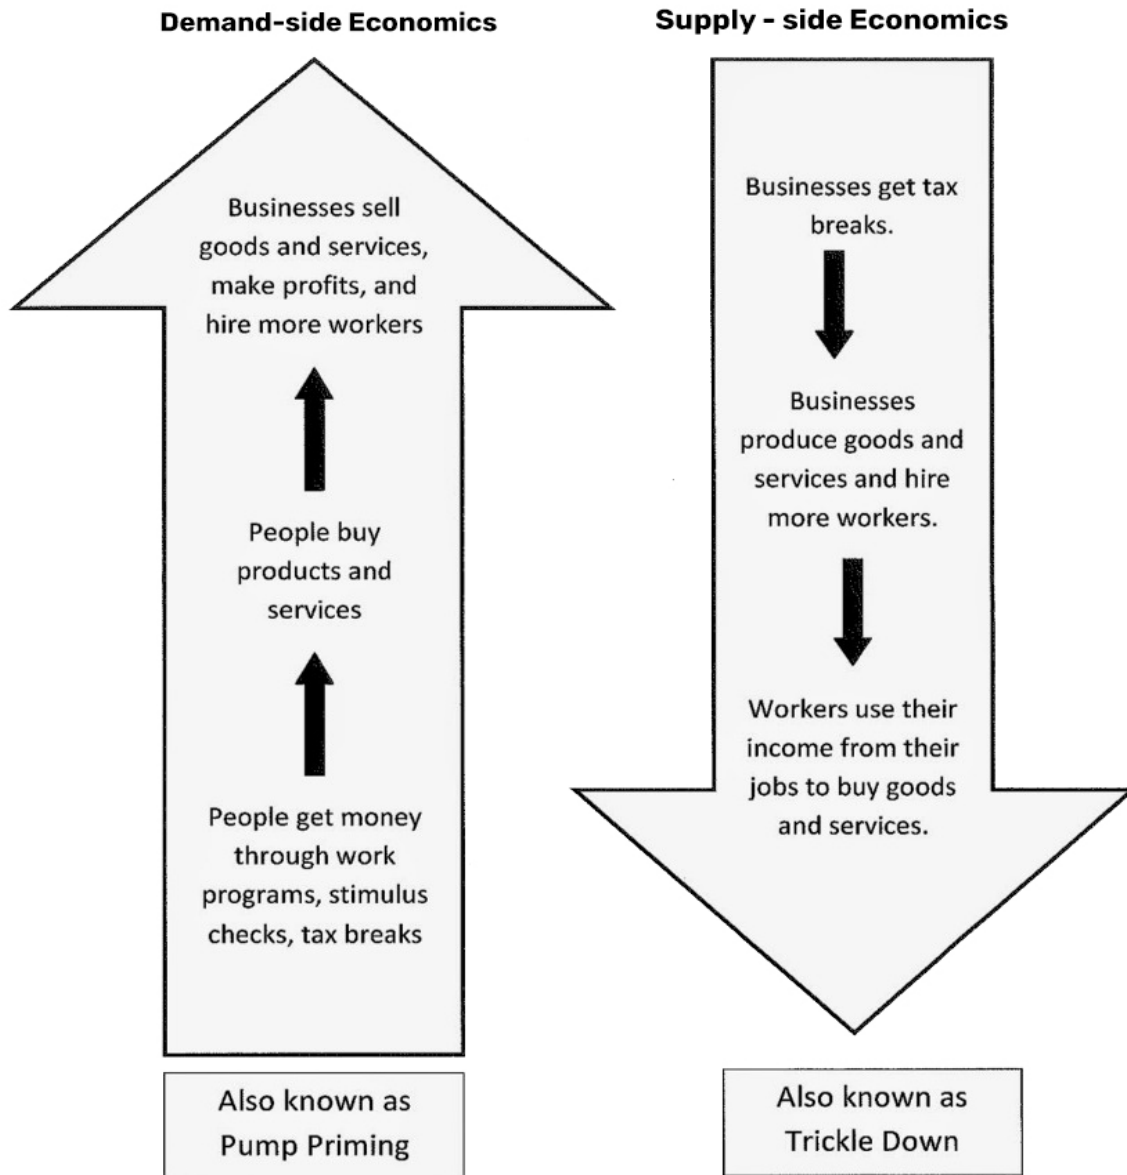 Demand-side Economics
Businesses sell
goods and services,
make profits, and
hire more workers
People buy
products and
services
People get money
through work
programs, stimulus
checks, tax breaks
Also known as
Pump Priming
Supply - side Economics
Businesses get tax
breaks.
Businesses
produce goods and
services and hire
more workers.
Workers use their
income from their
jobs to buy goods
and services.
Also known as
Trickle Down